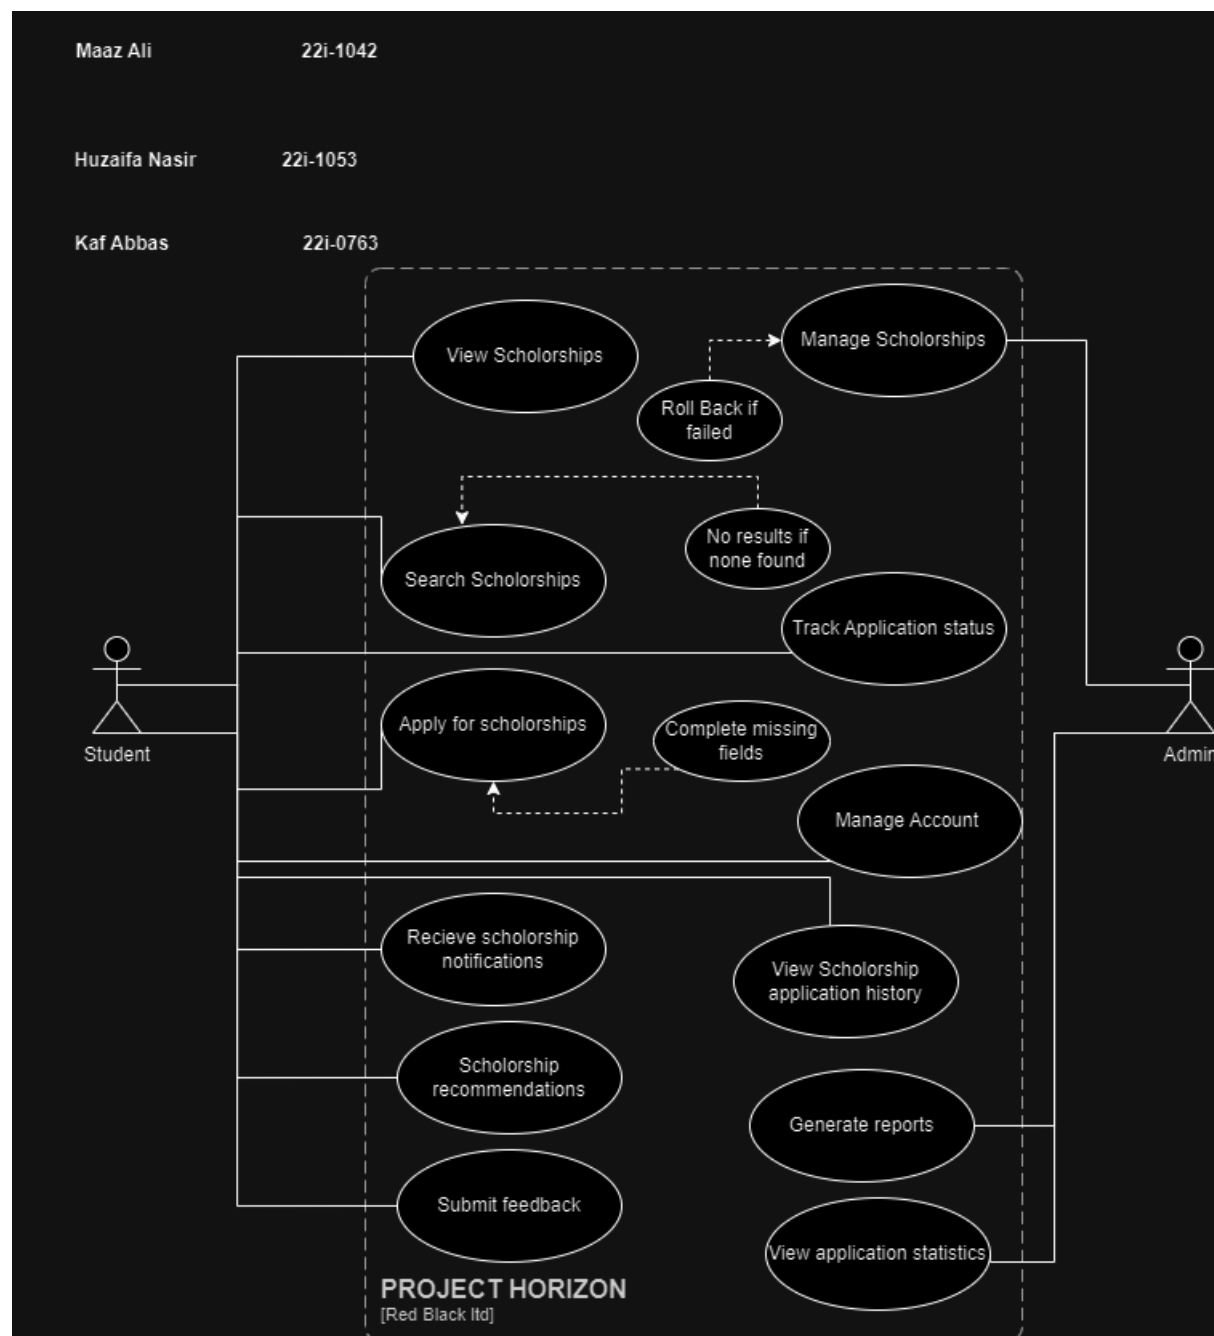 Maaz Ali 22i-1042
Huzaifa Nasir 22i-1053
Kaf Abbas 22i-0763
View Scholorships
Manage Scholorships
Roll Back if
failed
Search Scholorships
No results if
none found
Track Application status
Student
Apply for scholorships
Complete missing
fields
Admin
Manage Account
Recieve scholorship
notifications
View Scholorship
application history
Scholorship
recommendations
Generate reports
Submit feedback
View application statistics
PROJECT HORIZON
[Red Black ltd]